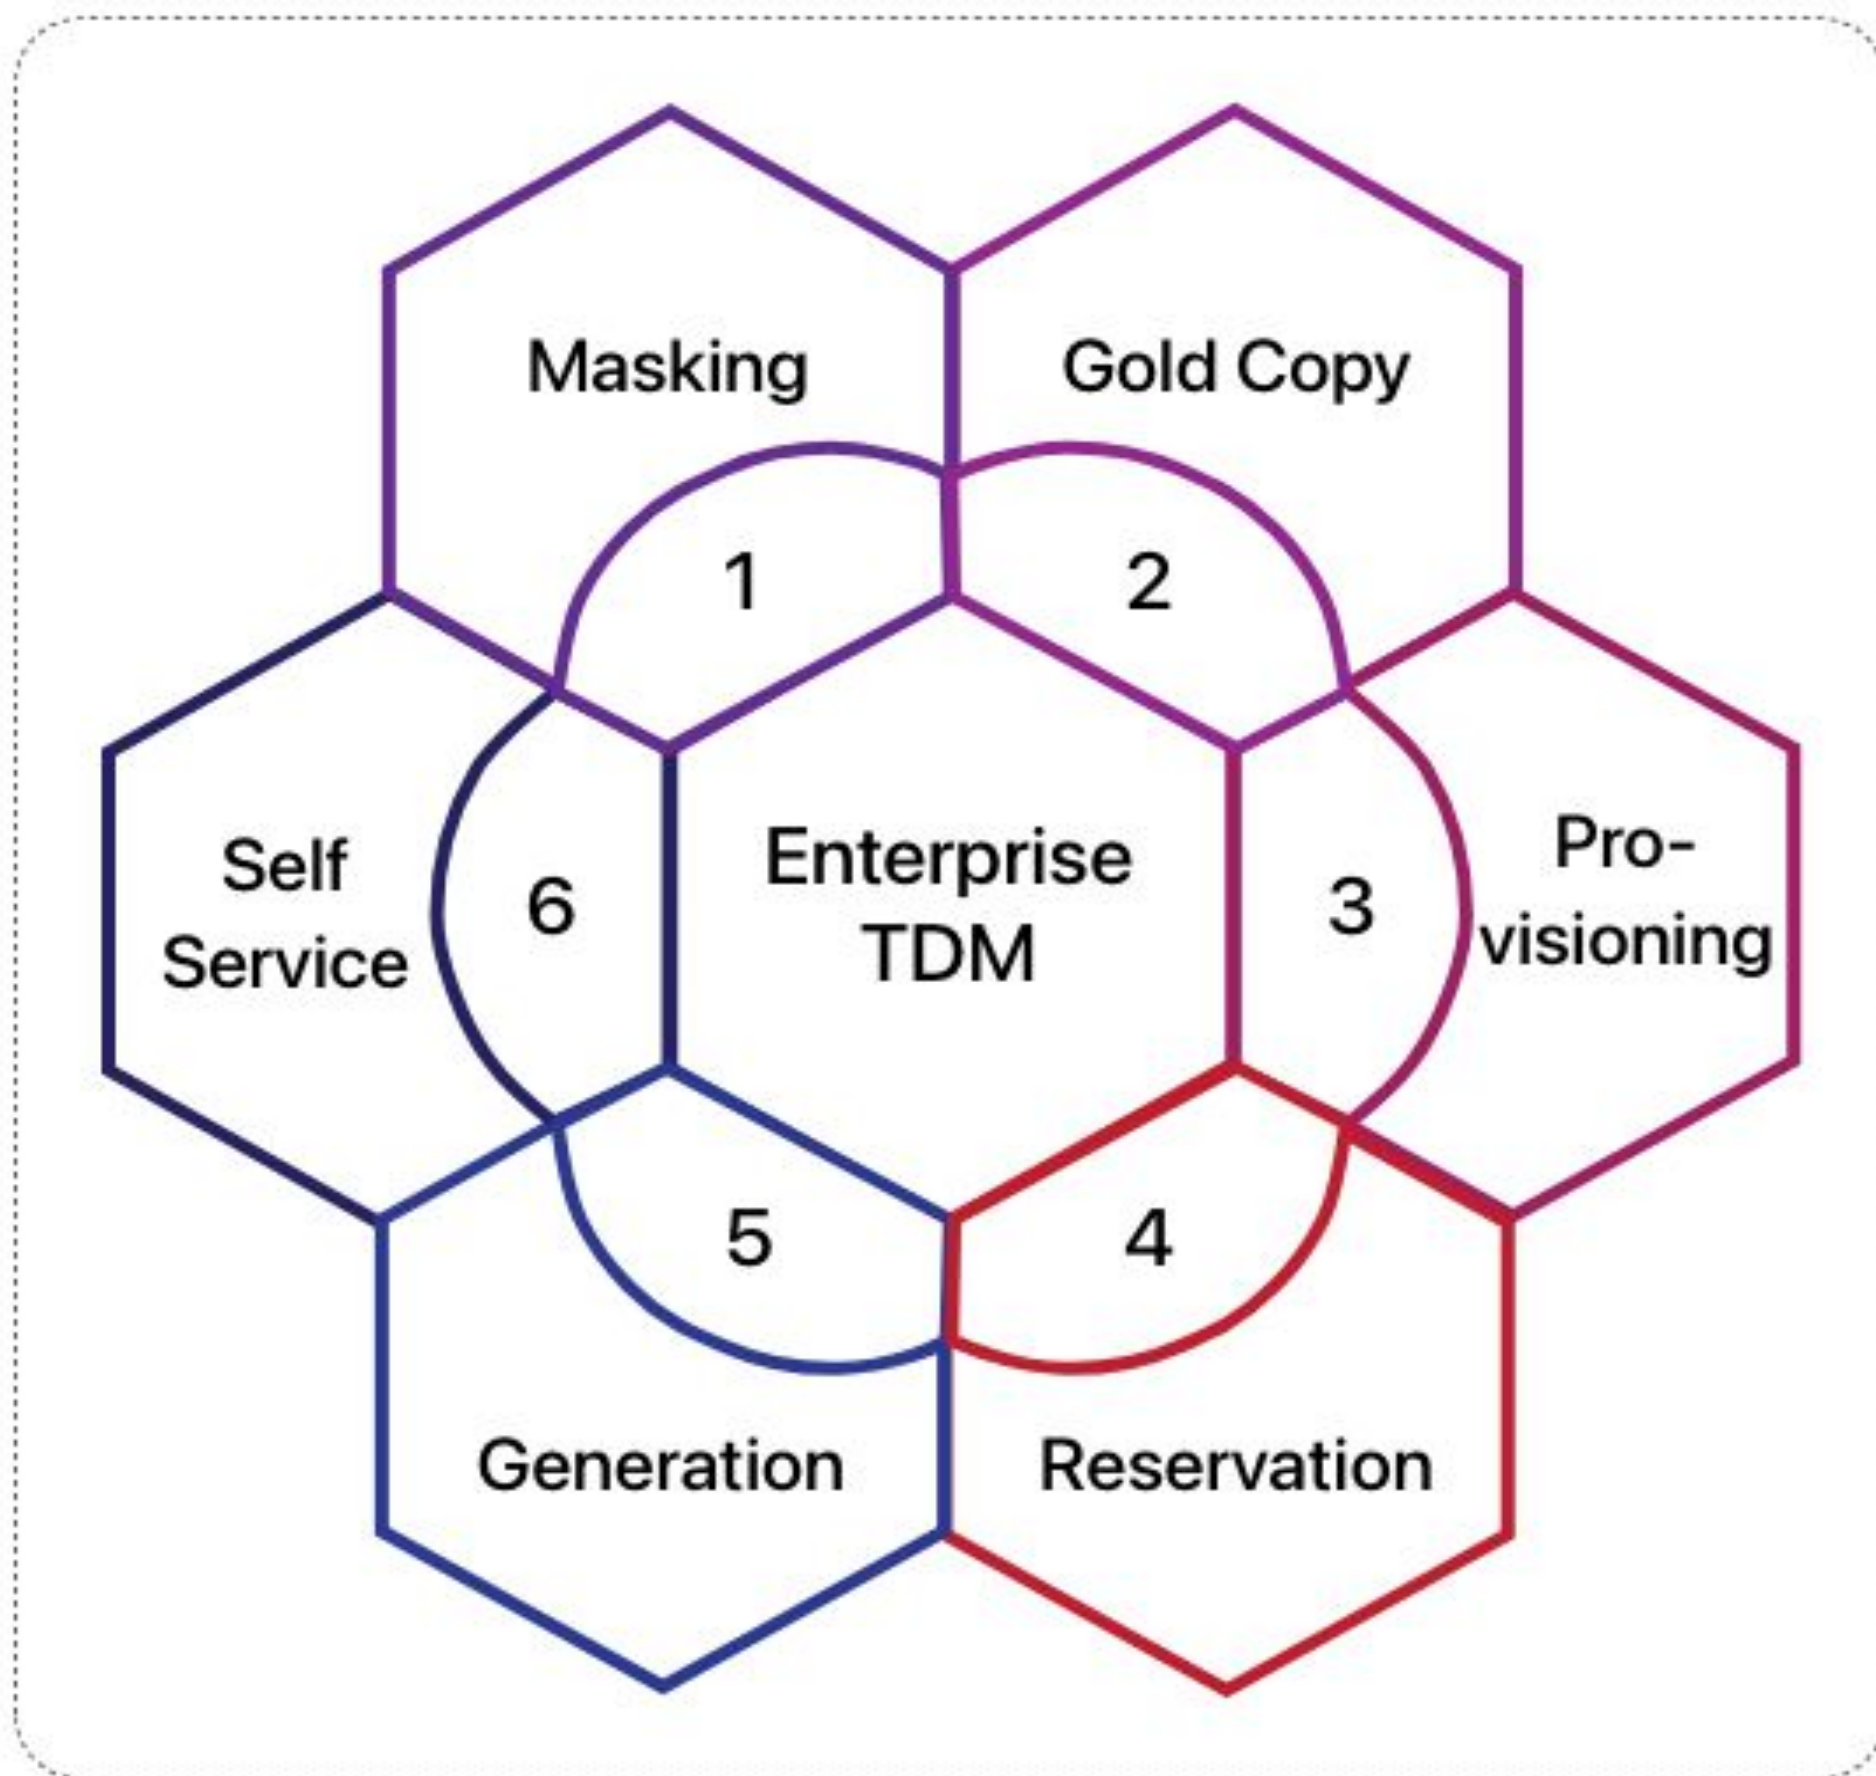 Masking
Gold Copy
1
2
Self
Service
6
Enterprise
TDM
3
Pro-
visioning
5
4
Generation
Reservation